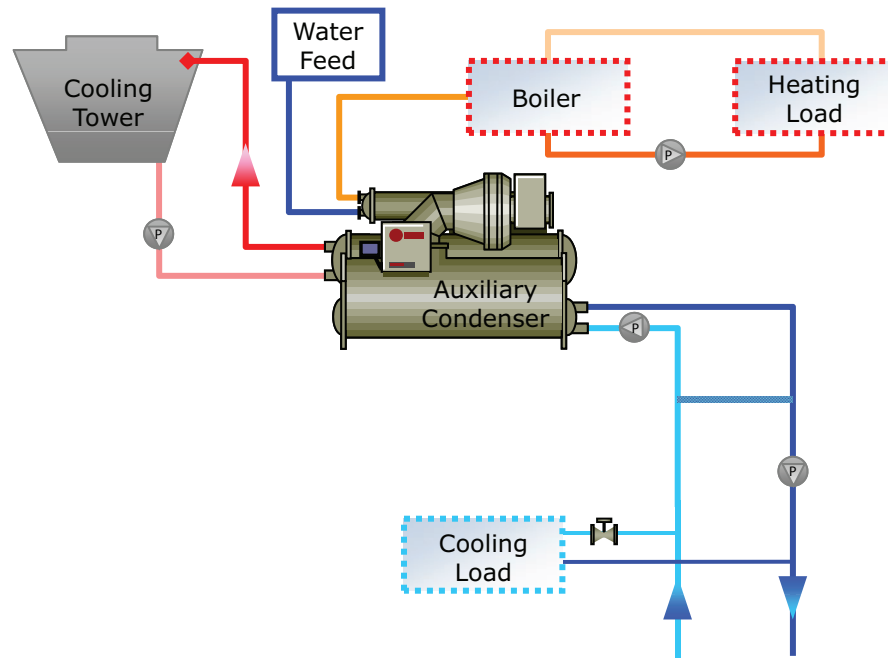 Water
Feed
Cooling
Tower
Boiler
Heating
Load
P
P
Auxiliary
Condenser
P
P
Cooling
Load